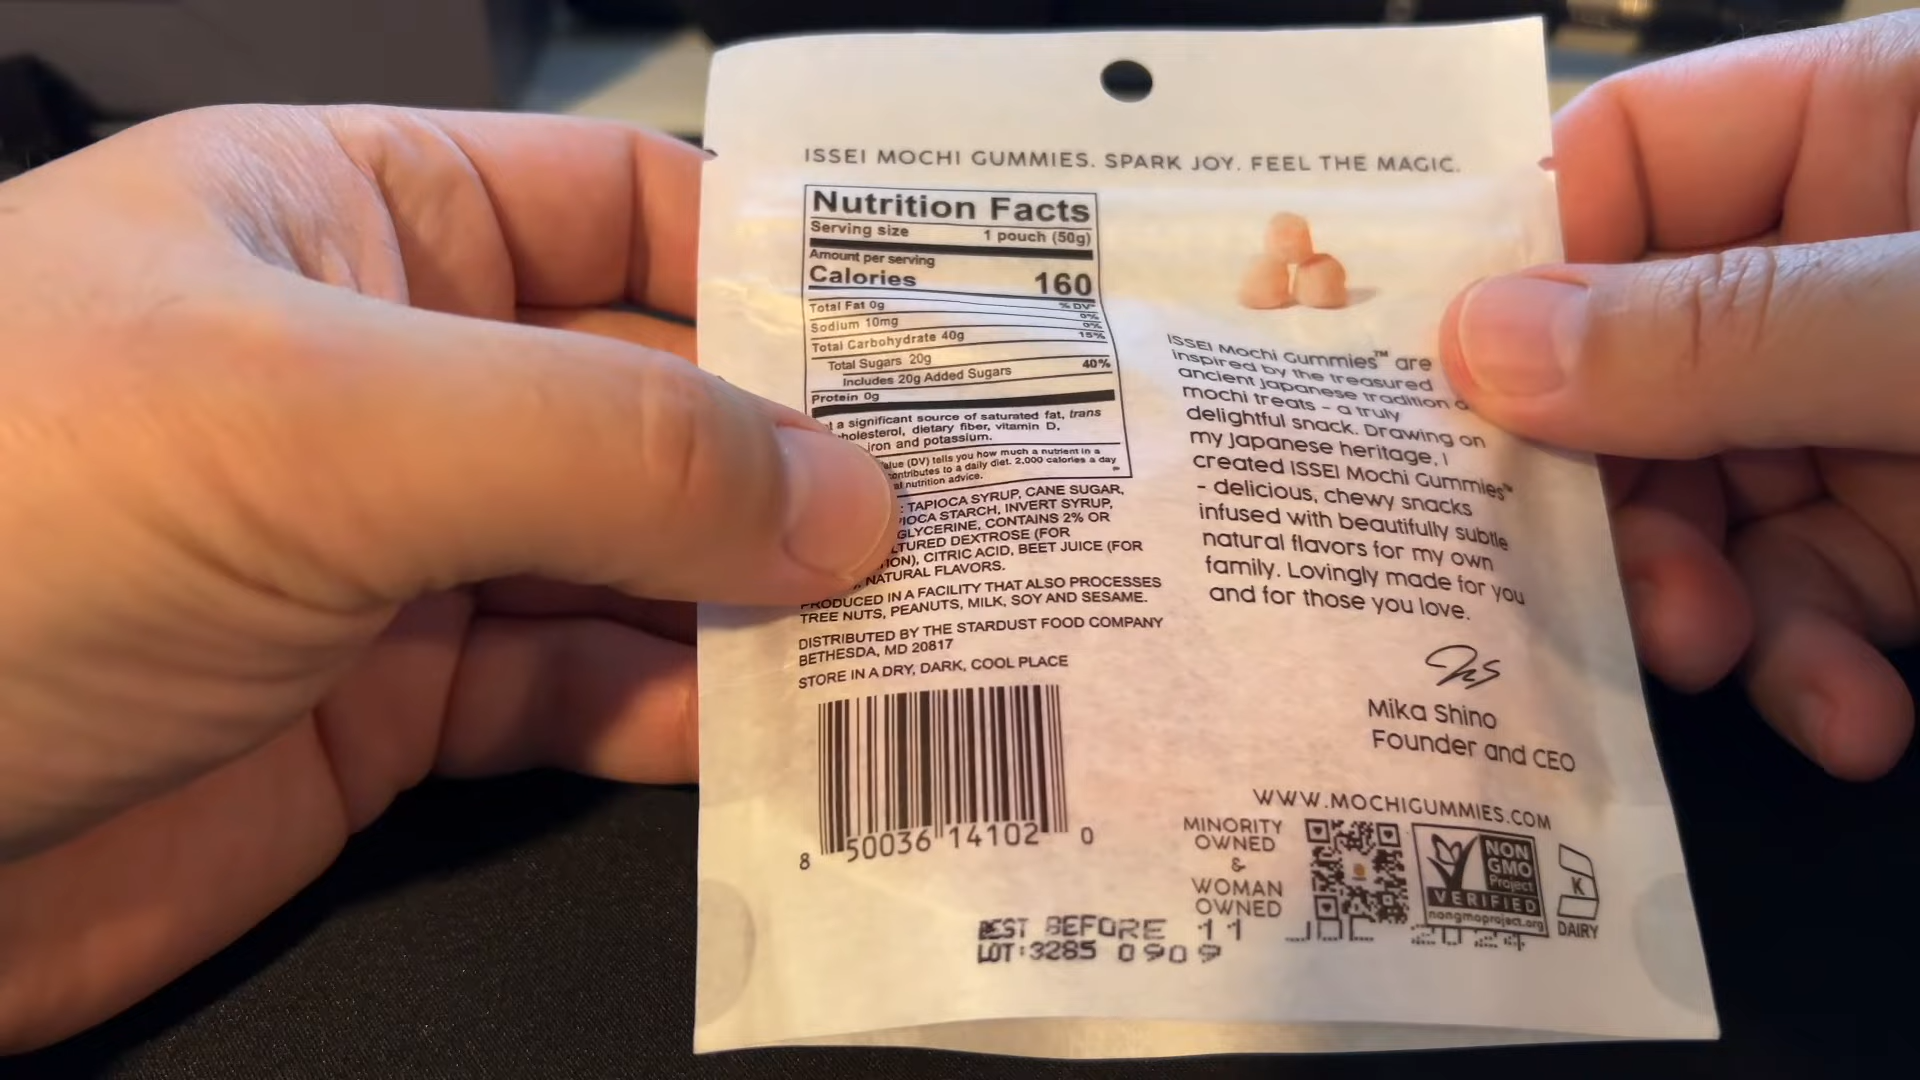 ISSEI MOCHI GUMMIES. SPARK JOY. FEEL THE MAGIC.
Nutrition Facts
Serving size 1 pouch (50g)
Amount per serving
Calories 160
% DV*
Total Fat 0g 0%
Sodium 10mg 0%
Total Carbohydrate 40g 15%
Total Sugars 20g
Includes 20g Added Sugars 40%
Protein 0g
a significant source of saturated fat, trans
dietary fiber, vitamin D,
iron and potassium.
(DV) tells you how much a nutrient in a
to a daily diet. 2,000 calories a day
nutrition advice.
: TAPIOCA SYRUP, CANE SUGAR,
STARCH, INVERT SYRUP,
GLYCERINE, CONTAINS 2% OR
DEXTROSE (FOR
CITRIC ACID, BEET JUICE (FOR
NATURAL FLAVORS.
PRODUCED IN A FACILITY THAT ALSO PROCESSES
TREE NUTS, PEANUTS, MILK, SOY AND SESAME.
DISTRIBUTED BY THE STARDUST FOOD COMPANY
BETHESDA, MD 20817
STORE IN A DRY, DARK, COOL PLACE
8 50036 14102 0
ISSEI Mochi Gummies™ are
inspired by the treasured
ancient Japanese tradition
mochi treats – a truly
delightful snack. Drawing on
my Japanese heritage, I
created ISSEI Mochi Gummies™
- delicious, chewy snacks
infused with beautifully subtle
natural flavors for my own
family. Lovingly made for you
and for those you love.
Mika Shino
Founder and CEO
WWW.MOCHIGUMMIES.COM
MINORITY
OWNED
&
WOMAN
OWNED
NON
GMO
Project
VERIFIED
nongmoproject.org
K
DAIRY
BEST BEFORE 11 JUL 2024
LOT:3285 0909